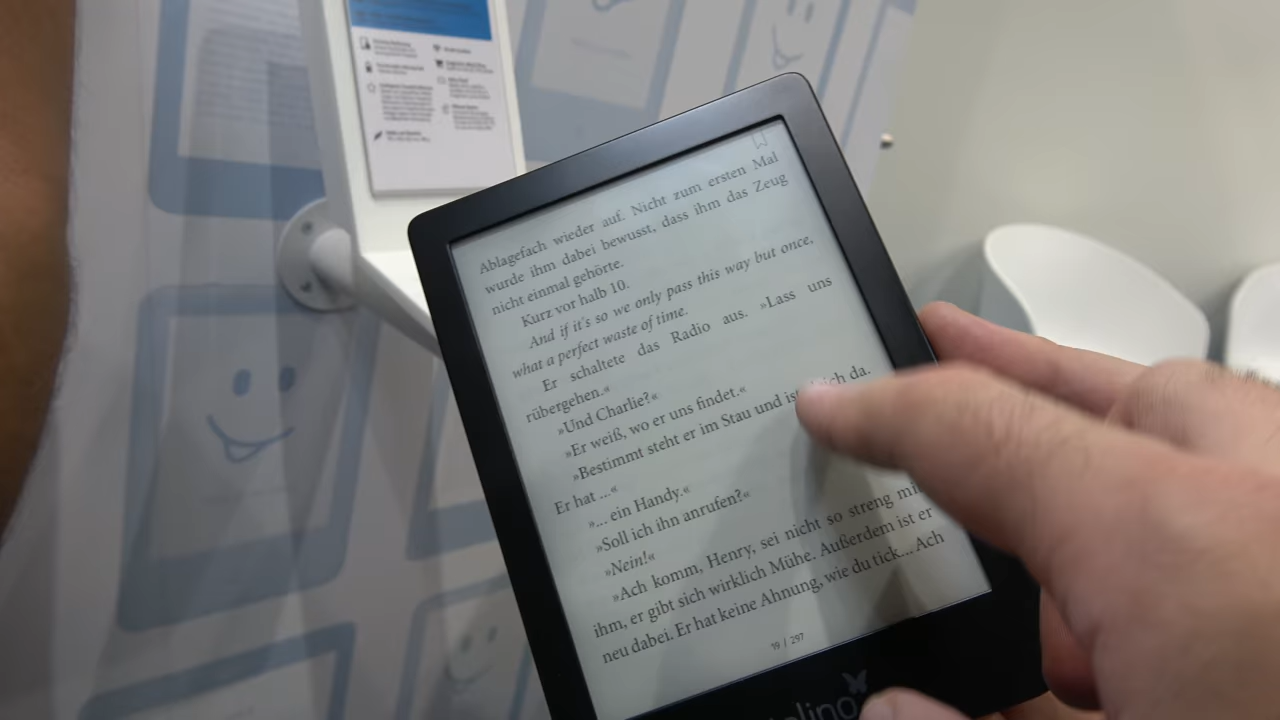 Ablagefach wieder auf. Nicht zum ersten Mal
wurde ihm dabei bewusst, dass ihm das Zeug
nicht einmal gehörte.
Kurz vor halb 10.
And if it's so we only pass this way but once,
what a perfect waste of time.
Er schaltete das Radio aus. »Lass uns
rübergehen.«
»Und Charlie?«
»Er weiß, wo er uns findet.«
»Bestimmt steht er im Stau und ist da.
Er hat ...«
»... ein Handy.«
»Soll ich ihn anrufen?«
»Nein!«
»Ach komm, Henry, sei nicht so streng mit
ihm, er gibt sich wirklich Mühe. Außerdem ist er
neu dabei. Er hat keine Ahnung, wie du tick... Ach
19 / 297